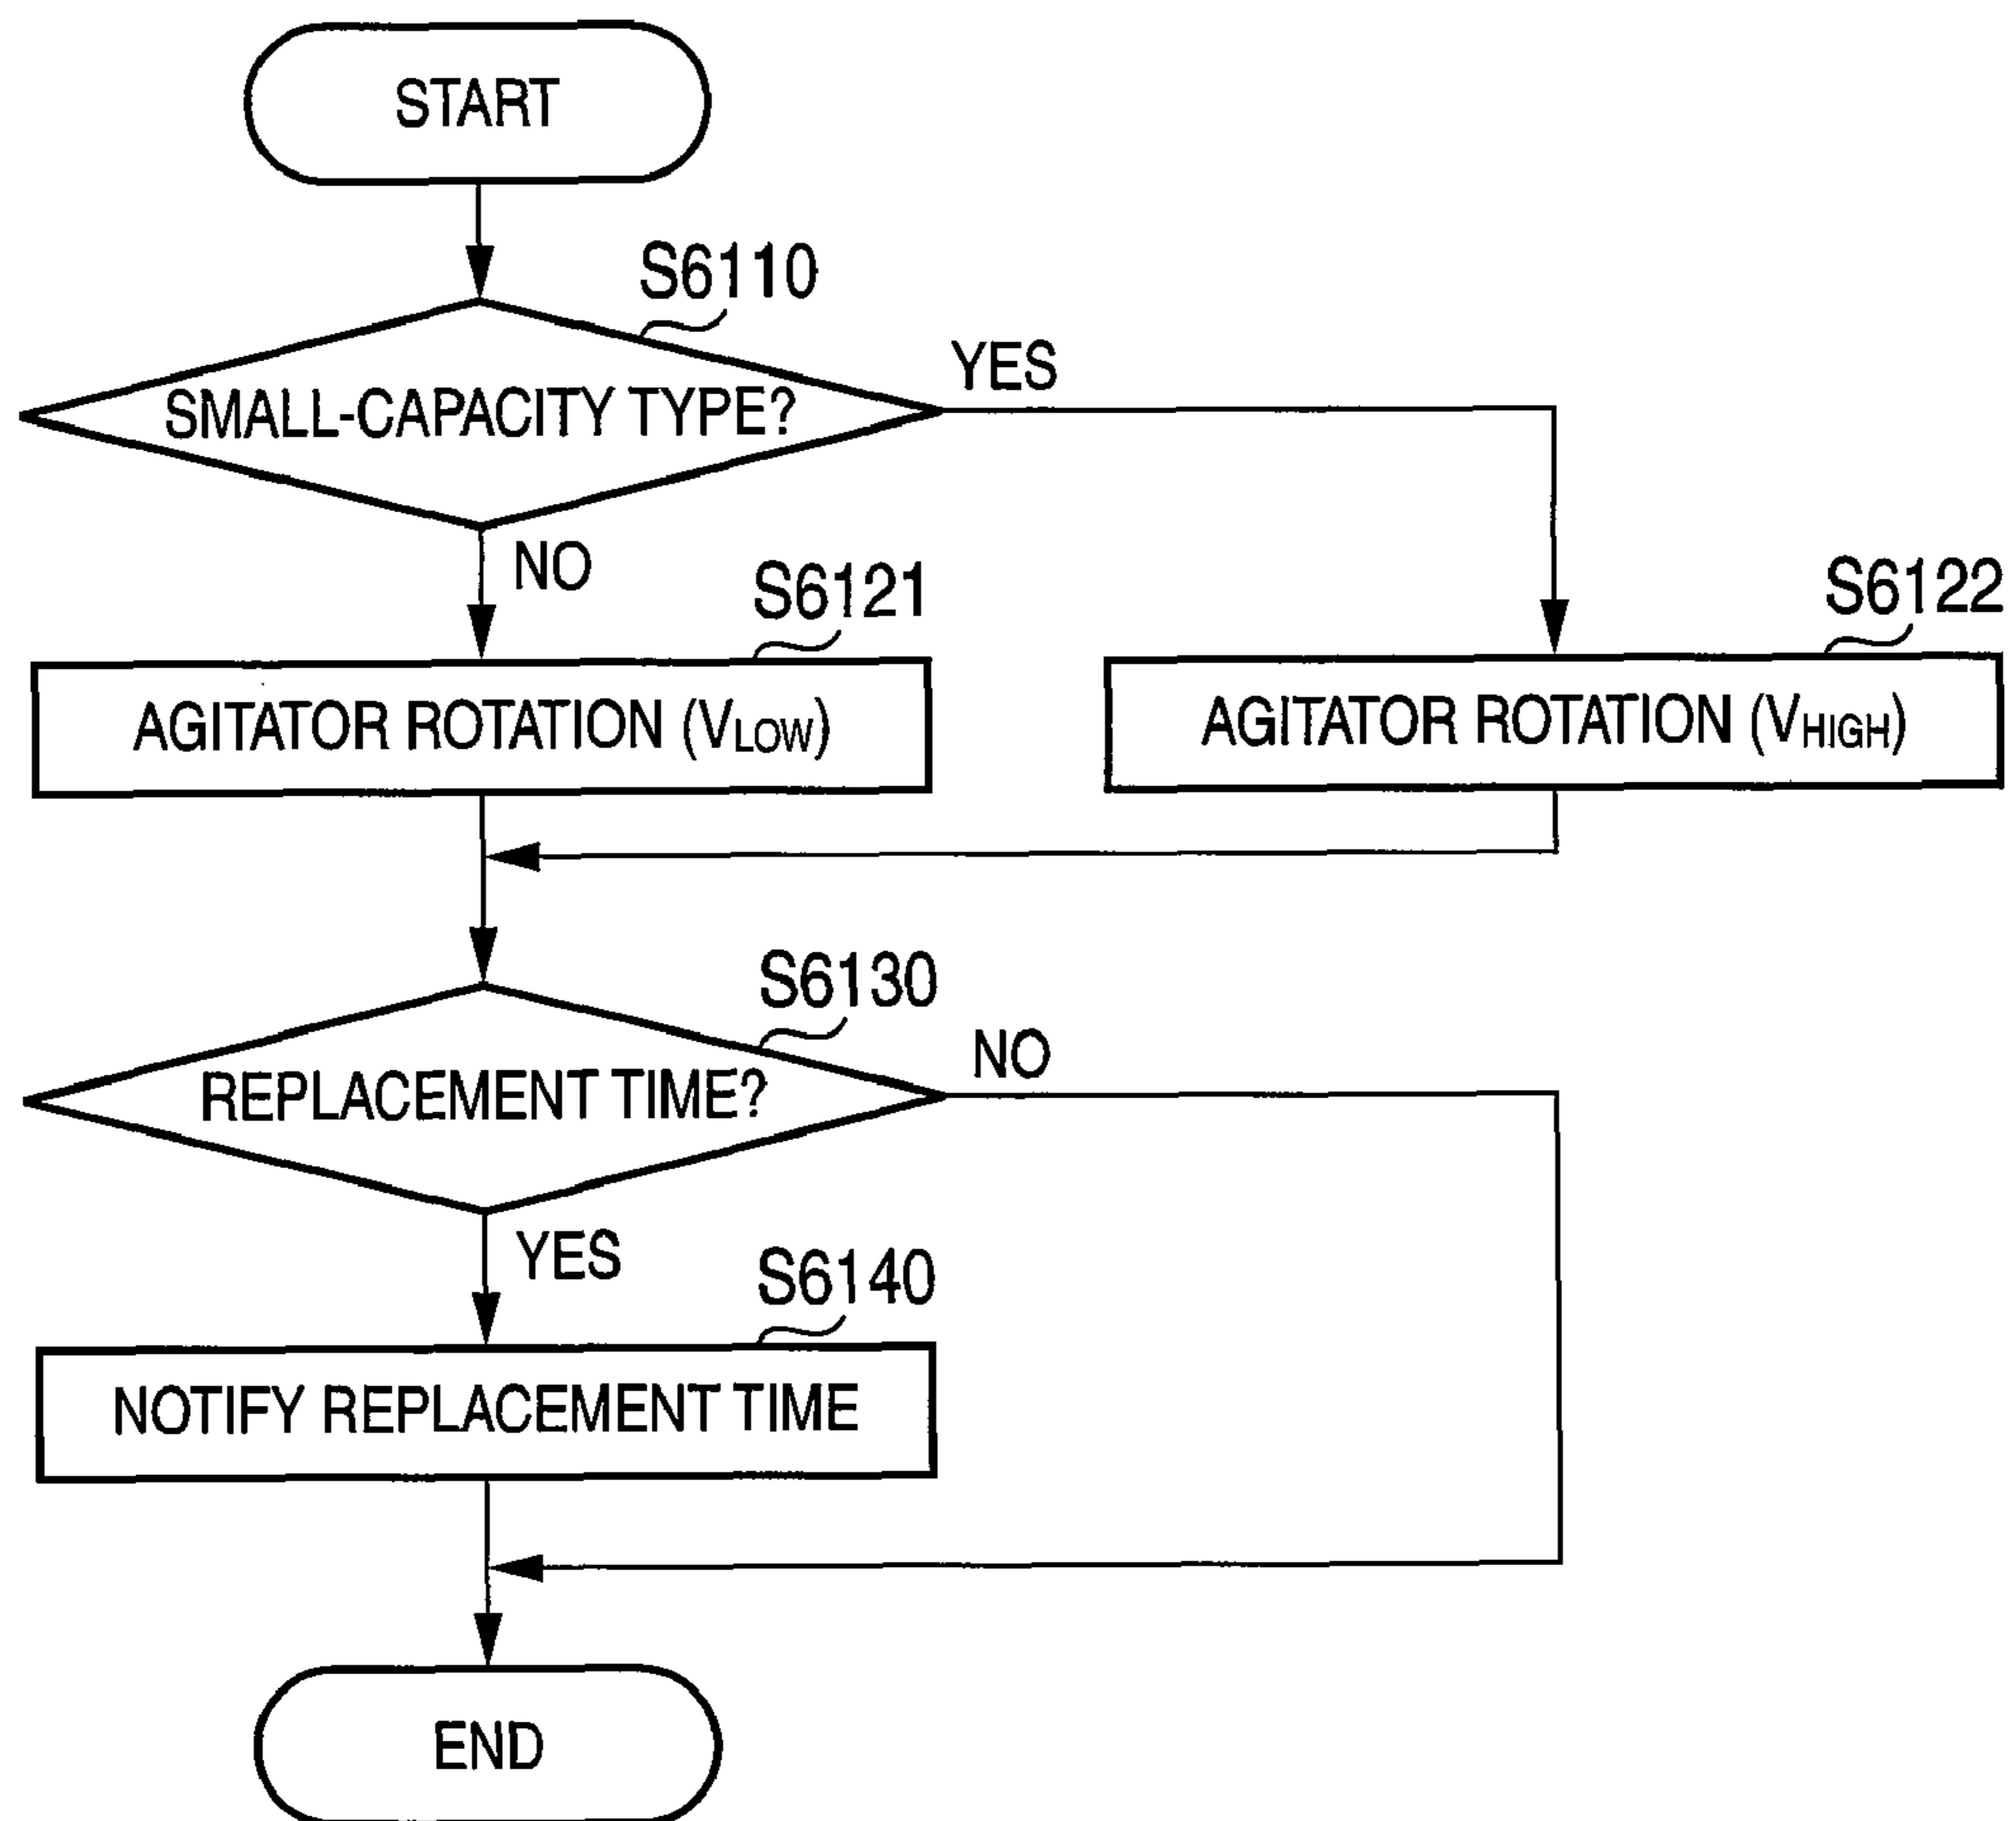 START
S6110
SMALL-CAPACITY TYPE?
YES
NO
S6121
S6122
AGITATOR ROTATION (VLOW)
AGITATOR ROTATION (VHIGH)
S6130
REPLACEMENT TIME?
NO
YES
S6140
NOTIFY REPLACEMENT TIME
END